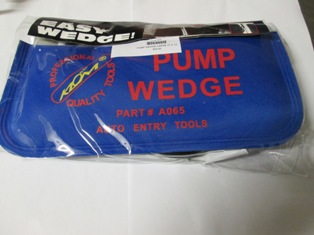 EASY
WEDGE!
PROFESSIONAL
QUALITY TOOLS
PUMP
WEDGE
PART # A065
AUTO ENTRY TOOLS